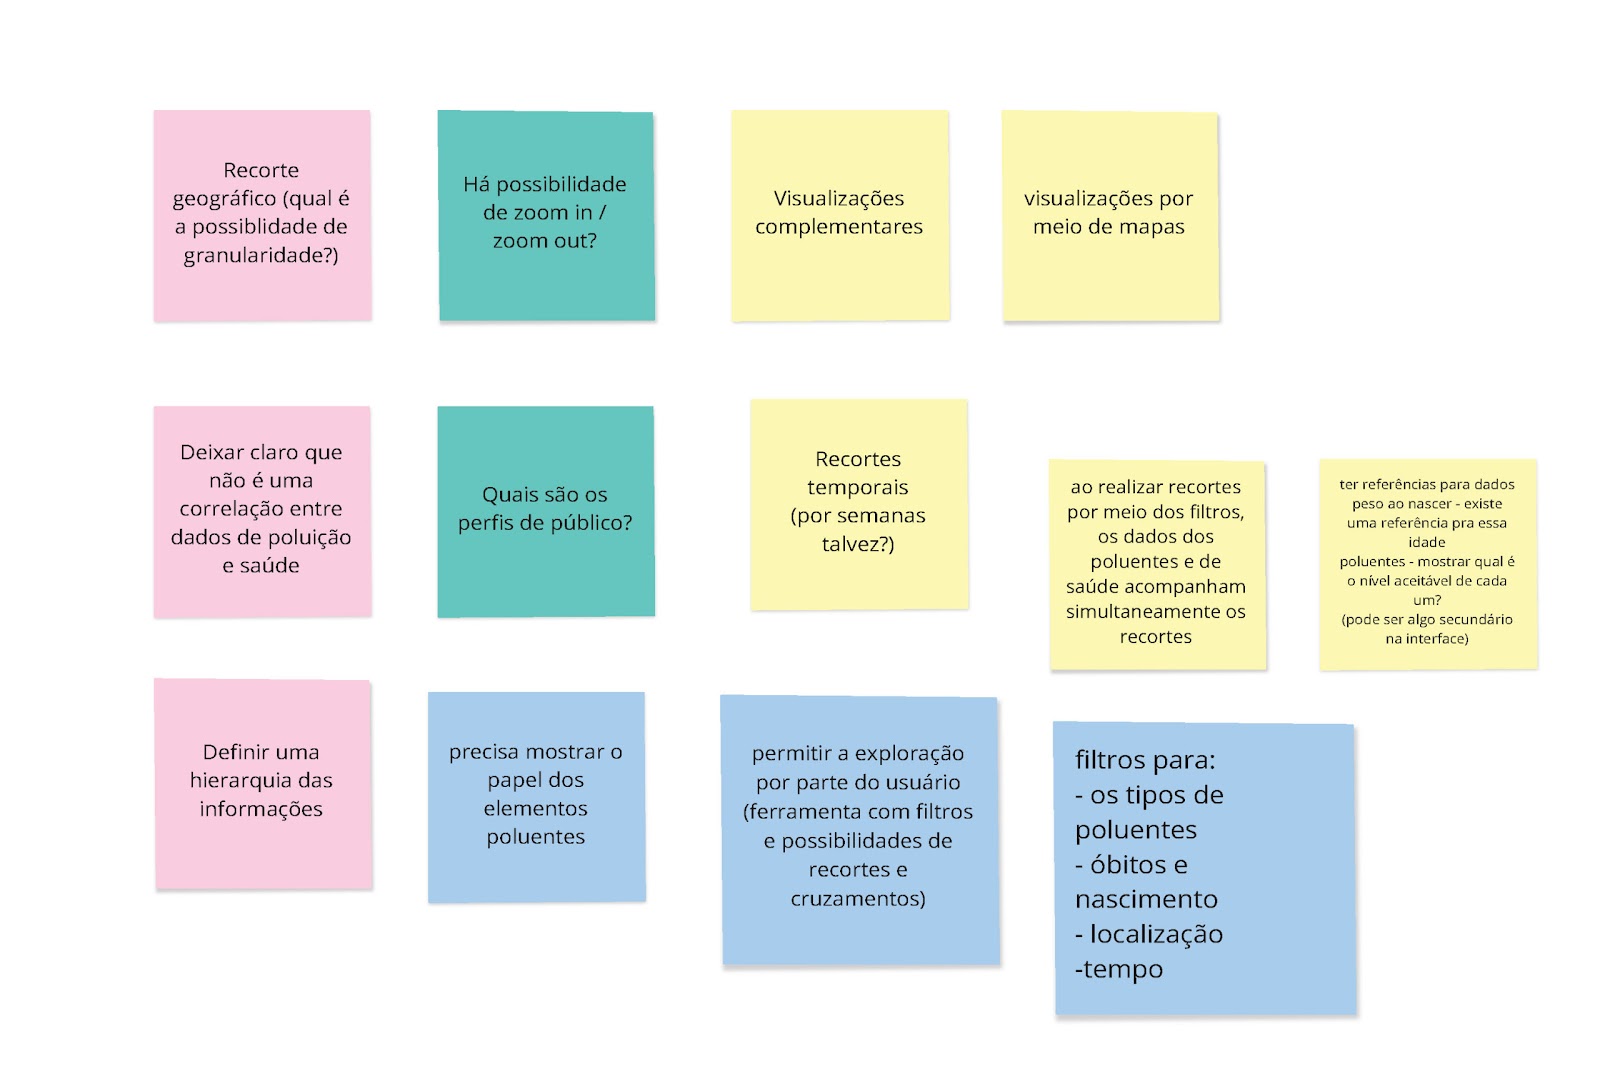 Recorte
geográfico (qual é
a possiblidade de
granularidade?)
Há possibilidade
de zoom in /
zoom out?
Visualizações
complementares
visualizações por
meio de mapas
Deixar claro que
não é uma
correlação entre
dados de poluição
e saúde
Quais são os
perfis de público?
Recortes
temporais
(por semanas
talvez?)
ao realizar recortes
por meio dos filtros,
os dados dos
poluentes e de
saúde acompanham
simultaneamente os
recortes
ter referências para dados
peso ao nascer - existe
uma referência pra essa
idade
poluentes - mostrar qual é
o nível aceitável de cada
um?
(pode ser algo secundário
na interface)
Definir uma
hierarquia das
informações
precisa mostrar o
papel dos
elementos
poluentes
permitir a exploração
por parte do usuário
(ferramenta com filtros
e possibilidades de
recortes e
cruzamentos)
filtros para:
- os tipos de
poluentes
- óbitos e
nascimento
- localização
-tempo